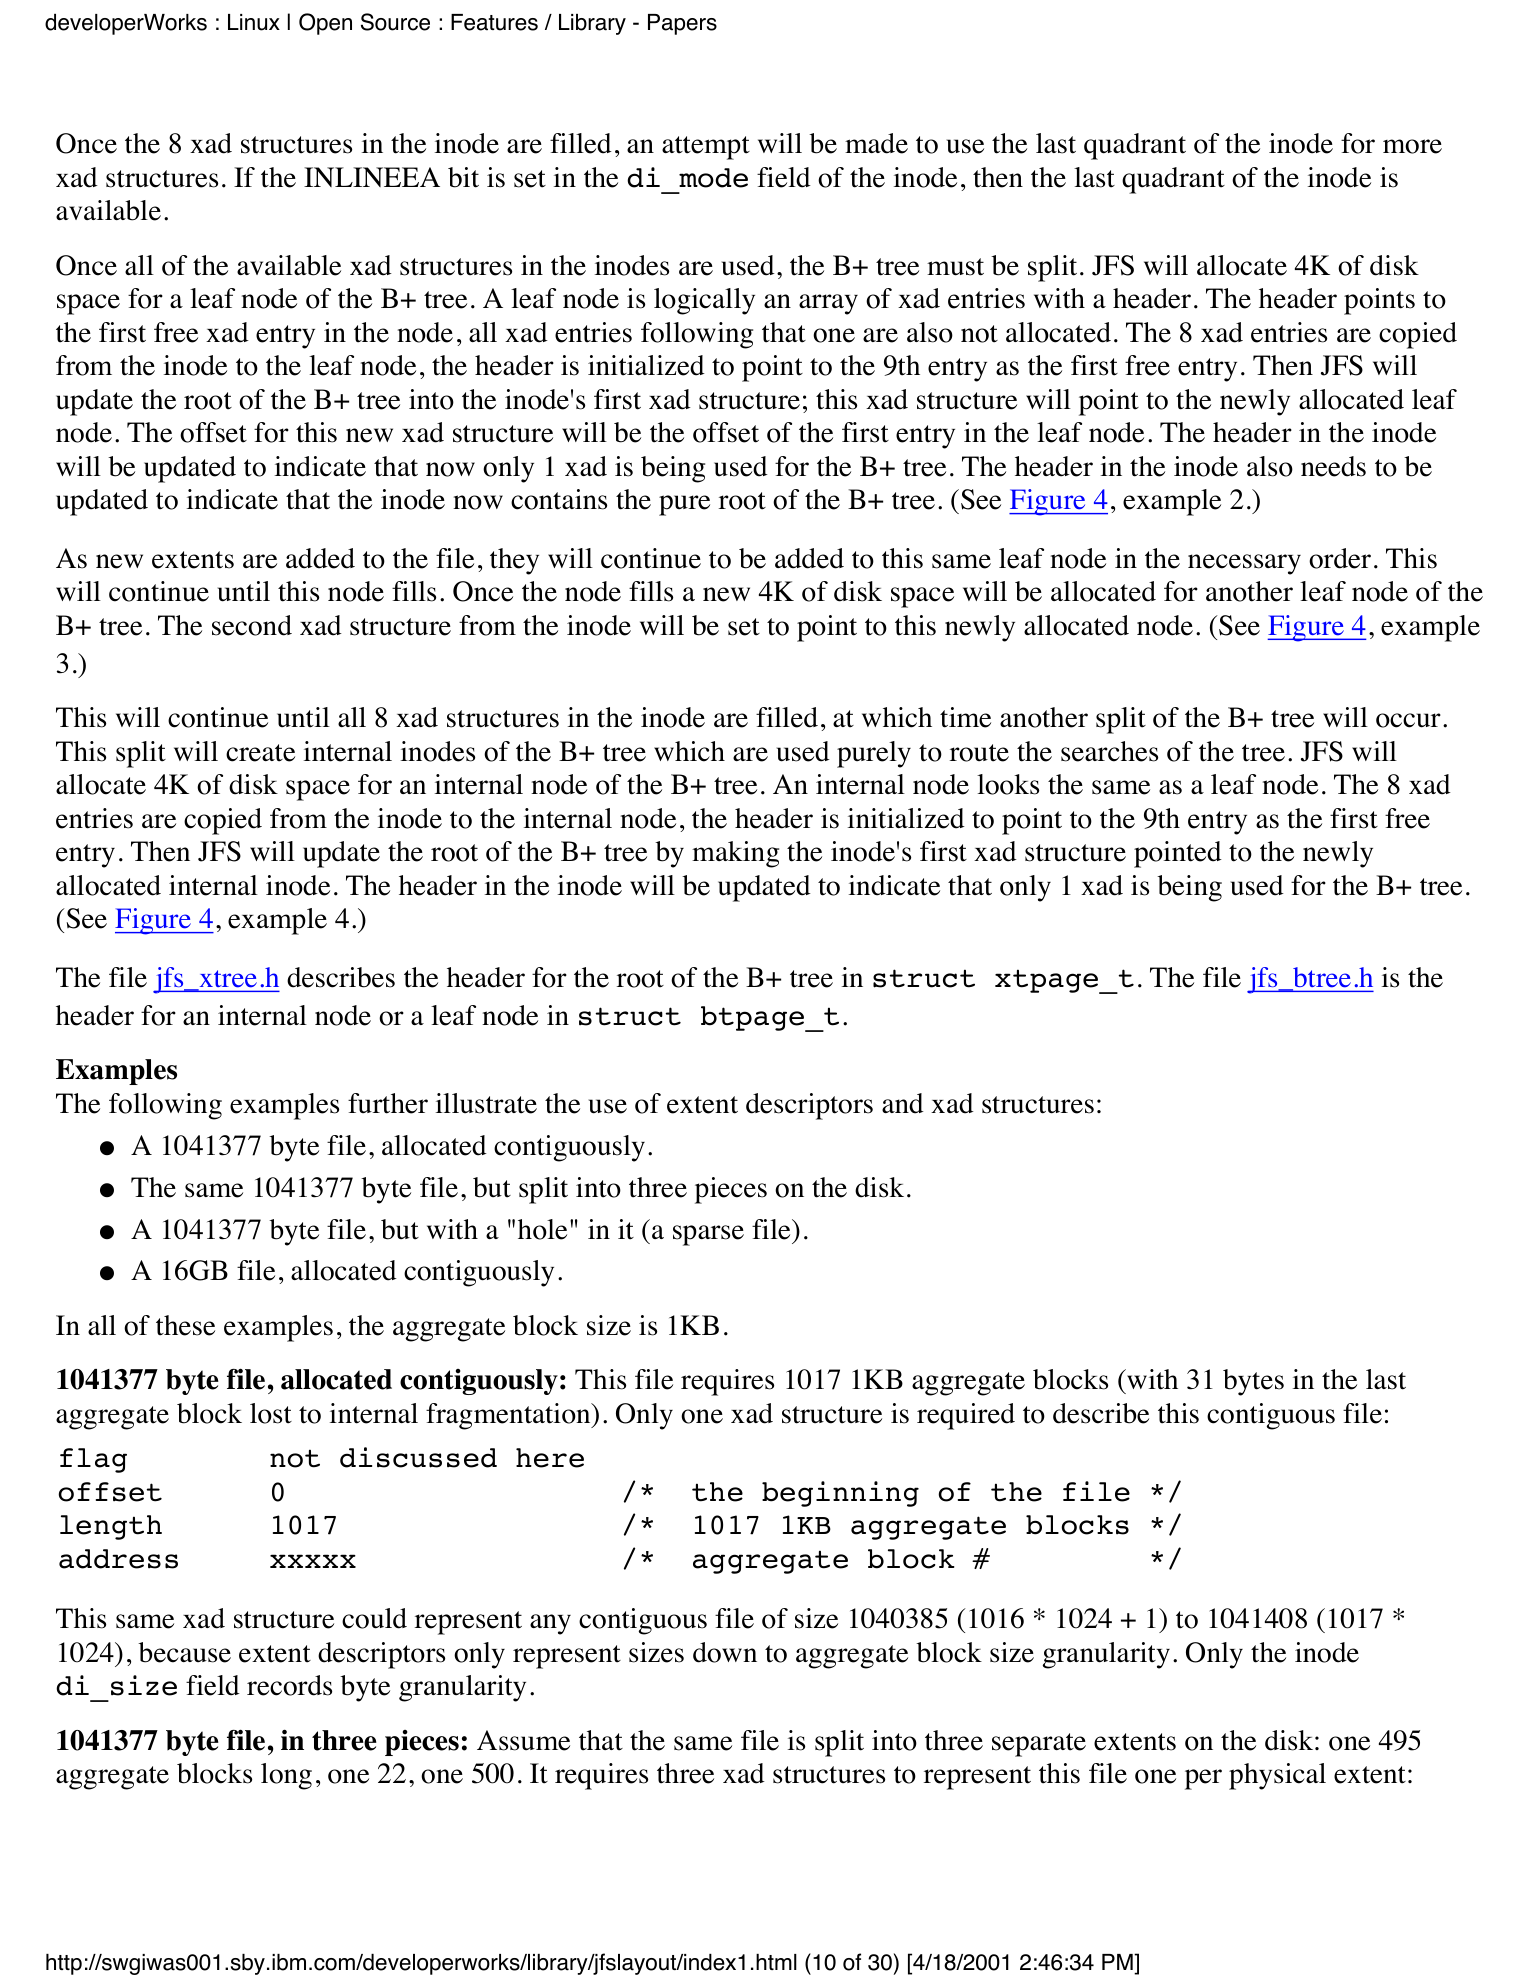 developerWorks : Linux | Open Source : Features / Library - Papers
Once the 8 xad structures in the inode are filled, an attempt will be made to use the last quadrant of the inode for more
xad structures. If the INLINEEA bit is set in the di_mode field of the inode, then the last quadrant of the inode is
available.
Once all of the available xad structures in the inodes are used, the B+ tree must be split. JFS will allocate 4K of disk
space for a leaf node of the B+ tree. A leaf node is logically an array of xad entries with a header. The header points to
the first free xad entry in the node, all xad entries following that one are also not allocated. The 8 xad entries are copied
from the inode to the leaf node, the header is initialized to point to the 9th entry as the first free entry. Then JFS will
update the root of the B+ tree into the inode's first xad structure; this xad structure will point to the newly allocated leaf
node. The offset for this new xad structure will be the offset of the first entry in the leaf node. The header in the inode
will be updated to indicate that now only 1 xad is being used for the B+ tree. The header in the inode also needs to be
updated to indicate that the inode now contains the pure root of the B+ tree. (See Figure 4, example 2.)
As new extents are added to the file, they will continue to be added to this same leaf node in the necessary order. This
will continue until this node fills. Once the node fills a new 4K of disk space will be allocated for another leaf node of the
B+ tree. The second xad structure from the inode will be set to point to this newly allocated node. (See Figure 4, example
3.)
This will continue until all 8 xad structures in the inode are filled, at which time another split of the B+ tree will occur.
This split will create internal inodes of the B+ tree which are used purely to route the searches of the tree. JFS will
allocate 4K of disk space for an internal node of the B+ tree. An internal node looks the same as a leaf node. The 8 xad
entries are copied from the inode to the internal node, the header is initialized to point to the 9th entry as the first free
entry. Then JFS will update the root of the B+ tree by making the inode's first xad structure pointed to the newly
allocated internal inode. The header in the inode will be updated to indicate that only 1 xad is being used for the B+ tree.
(See Figure 4, example 4.)
The file jfs_xtree.h describes the header for the root of the B+ tree in struct xtpage_t. The file jfs_btree.h is the
header for an internal node or a leaf node in struct btpage_t.
Examples
The following examples further illustrate the use of extent descriptors and xad structures:
● A 1041377 byte file, allocated contiguously.
● The same 1041377 byte file, but split into three pieces on the disk.
● A 1041377 byte file, but with a "hole" in it (a sparse file).
● A 16GB file, allocated contiguously.
In all of these examples, the aggregate block size is 1KB.
1041377 byte file, allocated contiguously: This file requires 1017 1KB aggregate blocks (with 31 bytes in the last
aggregate block lost to internal fragmentation). Only one xad structure is required to describe this contiguous file:
flag not discussed here
offset 0 /* the beginning of the file */
length 1017 /* 1017 1KB aggregate blocks */
address xxxxx /* aggregate block # */
This same xad structure could represent any contiguous file of size 1040385 (1016 * 1024 + 1) to 1041408 (1017 *
1024), because extent descriptors only represent sizes down to aggregate block size granularity. Only the inode
di_size field records byte granularity.
1041377 byte file, in three pieces: Assume that the same file is split into three separate extents on the disk: one 495
aggregate blocks long, one 22, one 500. It requires three xad structures to represent this file one per physical extent:
http://swgiwas001.sby.ibm.com/developerworks/library/jfslayout/index1.html (10 of 30) [4/18/2001 2:46:34 PM]